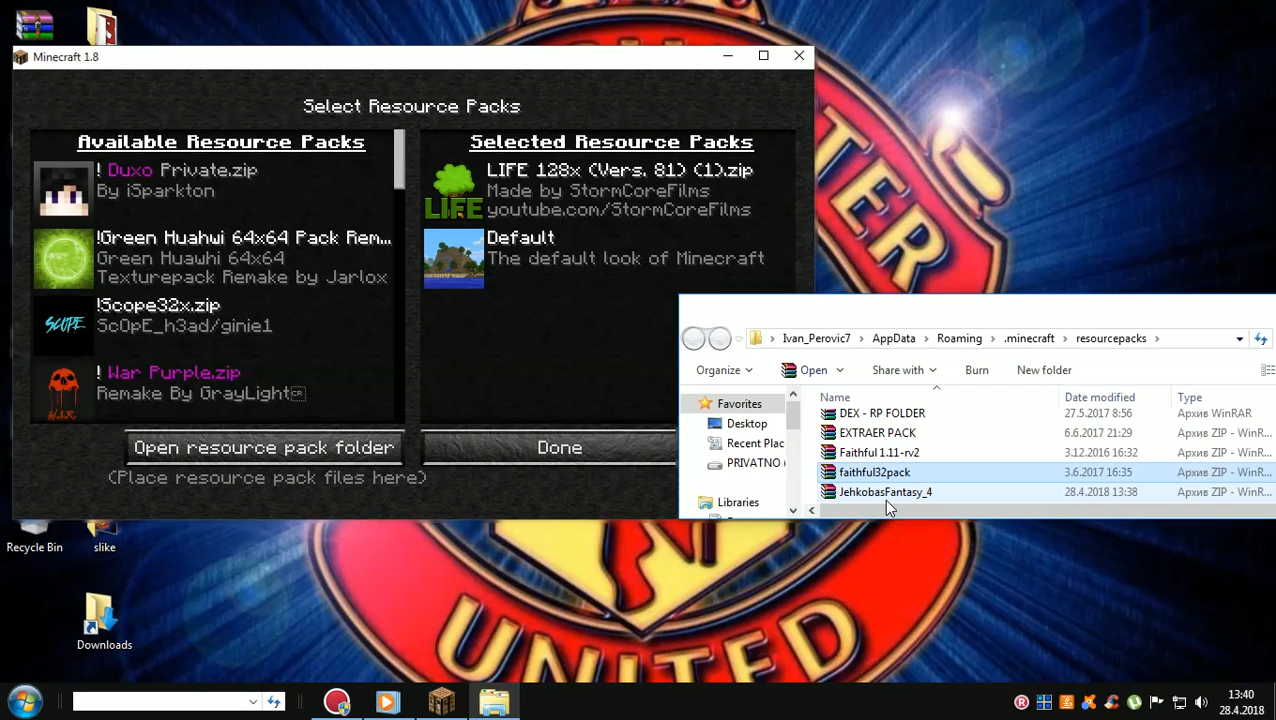 Minecraft 1.8
Select Resource Packs
Available Resource Packs
! Duxo Private.zip
By iSparkton
!Green Huahwi 64x64 Pack Rem...
Green Huawhi 64x64
Texturepack Remake by Jarlox
!Scope32x.zip
ScOpE_h3ad/ginie1
! War Purple.zip
Remake By GrayLight
Selected Resource Packs
LIFE 128x (Vers. 81) (1).zip
Made by StormCoreFilms
youtube.com/StormCoreFilms
Default
The default look of Minecraft
SCOPE
W.A.R.
LIFE
Open resource pack folder
Done
(Place resource pack files here)
Ivan_Perovic7 AppData Roaming .minecraft resourcepacks
Organize Open Share with Burn New folder
Favorites
Desktop
Recent Plac
PRIVATNO (
Libraries
Name Date modified Type
DEX - RP FOLDER 27.5.2017 8:56 Архив WinRAR
EXTRAER PACK 6.6.2017 21:29 Архив ZIP - WinR...
Faithful 1.11-rv2 3.12.2016 16:32 Архив ZIP - WinR...
faithful32pack 3.6.2017 16:35 Архив ZIP - WinR...
JehkobasFantasy_4 28.4.2018 13:38 Архив ZIP - WinR...
UNITED
Recycle Bin
slike
Downloads
13:40
28.4.2018